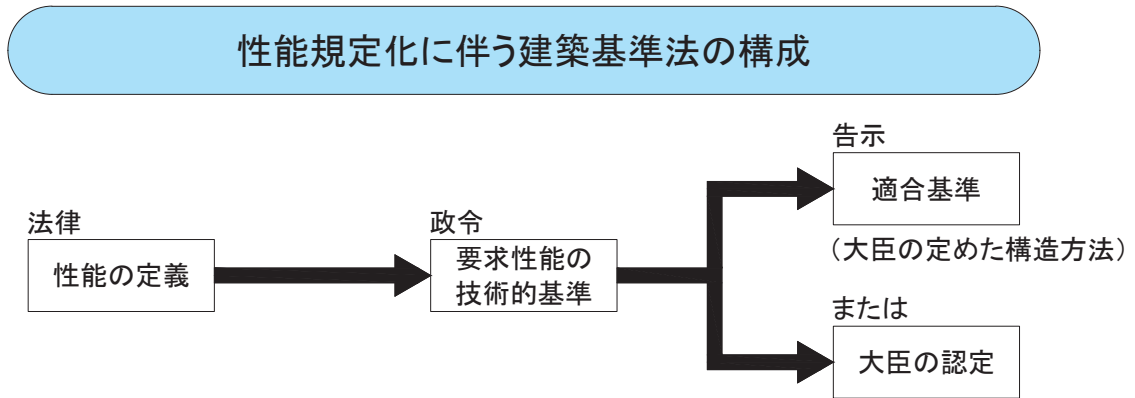 性能規定化に伴う建築基準法の構成
法律
性能の定義
政令
要求性能の
技術的基準
告示
適合基準
（大臣の定めた構造方法）
または
大臣の認定